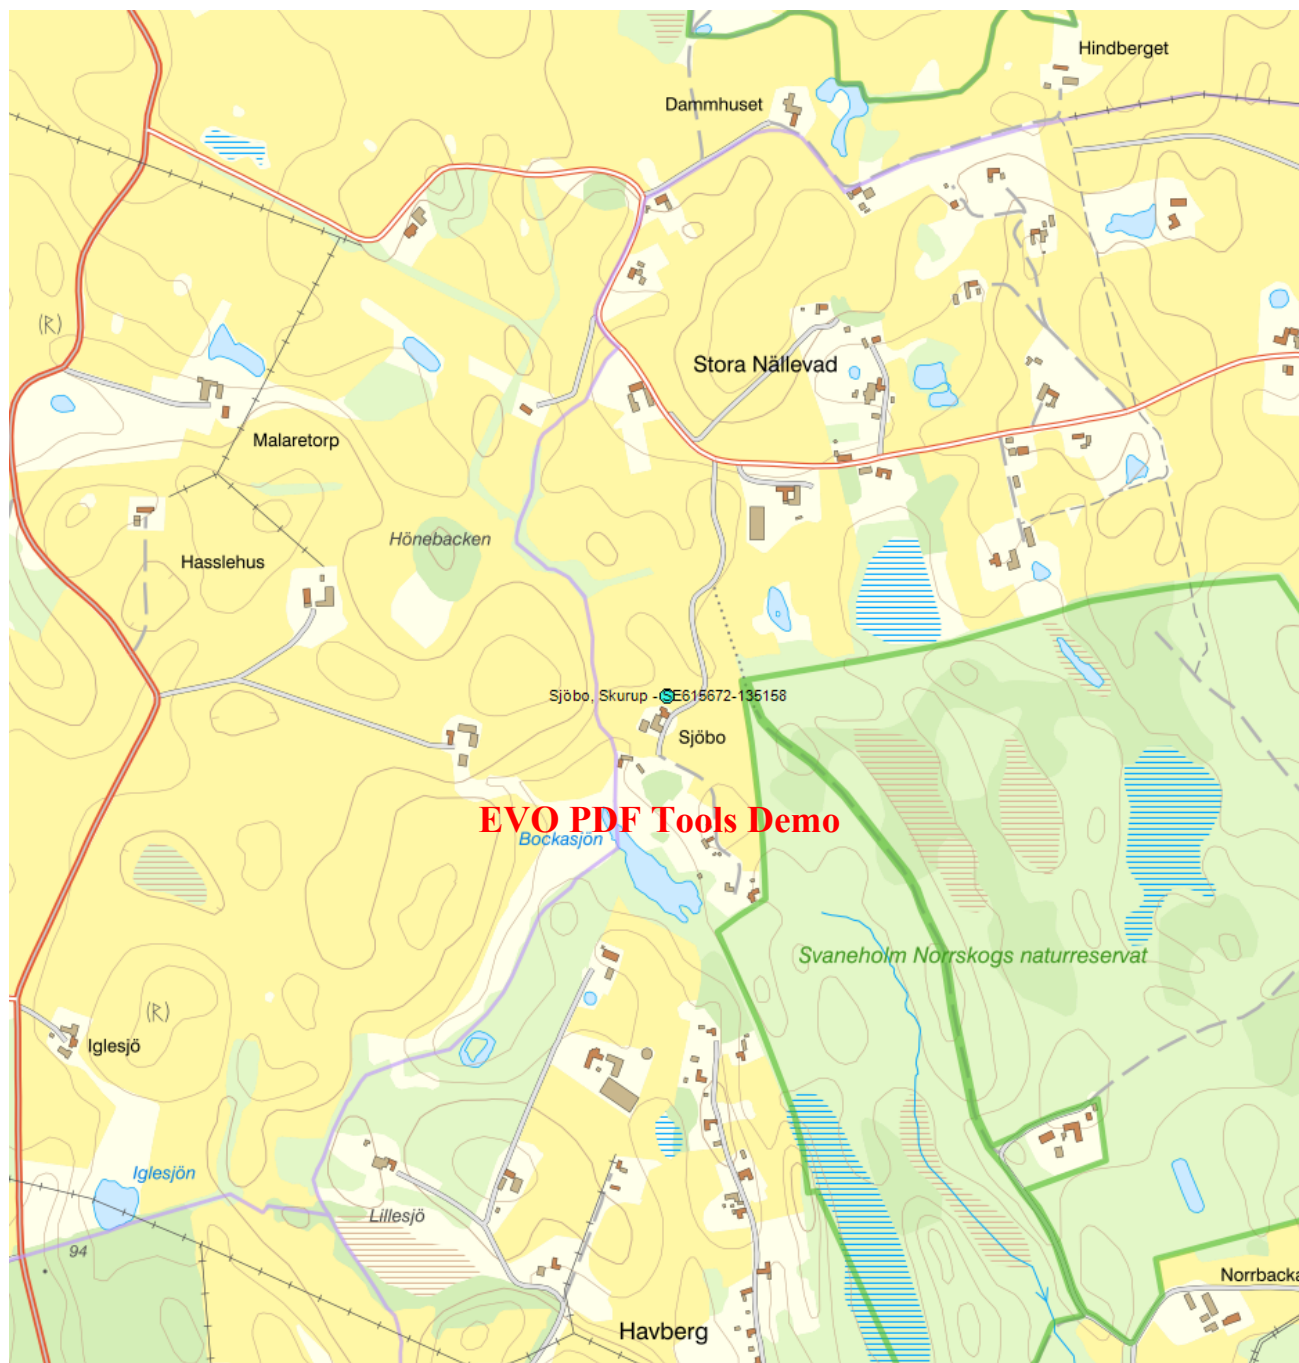 Hindberget
Dammhuset
(R)
Stora Nällevad
Malaretorp
Hönebacken
Hasslehus
Sjöbo, Skurup - SE615672-135158
Sjöbo
EVO PDF Tools Demo
Bockasjön
Svaneholm Norrskogs naturreservat
(R)
Iglesjö
Iglesjön
Lillesjö
94
Norrbacka
Havberg